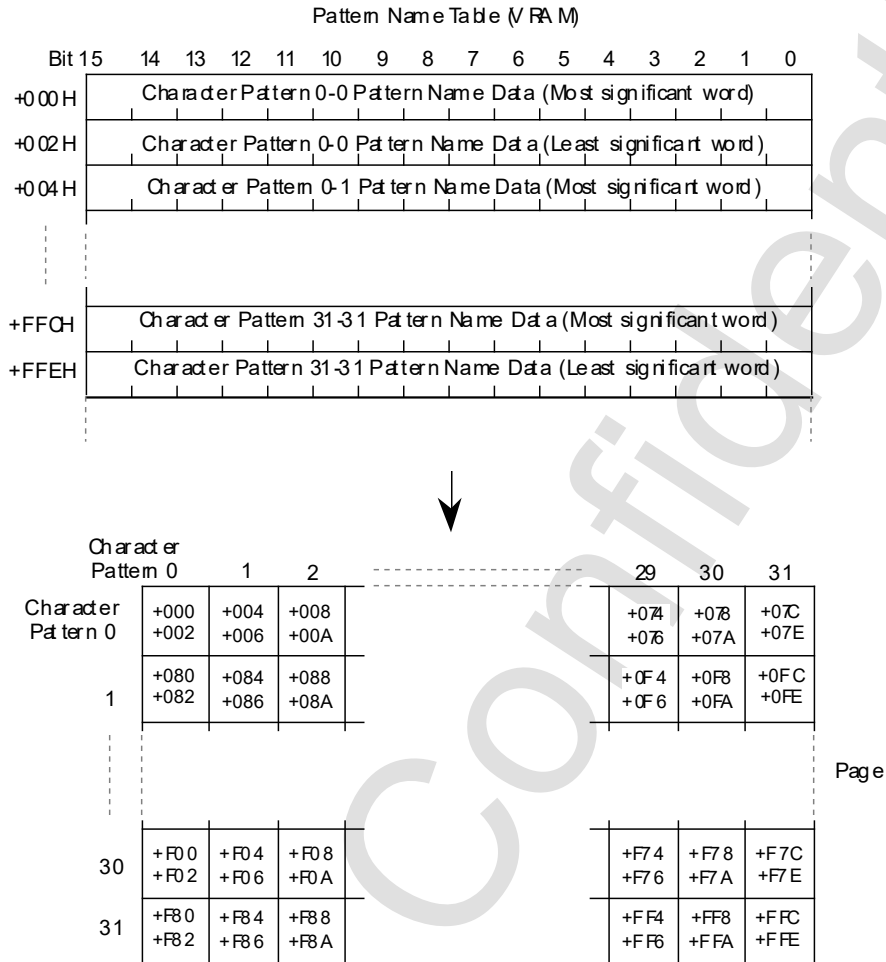 Pattern Name Table (VRAM)
Bit 15 14 13 12 11 10 9 8 7 6 5 4 3 2 1 0
+000H Character Pattern 0-0 Pattern Name Data (Most significant word)
+002H Character Pattern 0-0 Pattern Name Data (Least significant word)
+004H Character Pattern 0-1 Pattern Name Data (Most significant word)
+FFCH Character Pattern 31-31 Pattern Name Data (Most significant word)
+FFEH Character Pattern 31-31 Pattern Name Data (Least significant word)
Character
Pattern 0 1 2 29 30 31
Character +000 +004 +008 +074 +078 +07C
Pattern 0 +002 +006 +00A +076 +07A +07E
+080 +084 +088 +0F4 +0F8 +0FC
1 +082 +086 +08A +0F6 +0FA +0FE
Page
+F00 +F04 +F08 +F74 +F78 +F7C
30 +F02 +F06 +F0A +F76 +F7A +F7E
+F80 +F84 +F88 +FF4 +FF8 +FFC
31 +F82 +F86 +F8A +FF6 +FFA +FFE
Confident